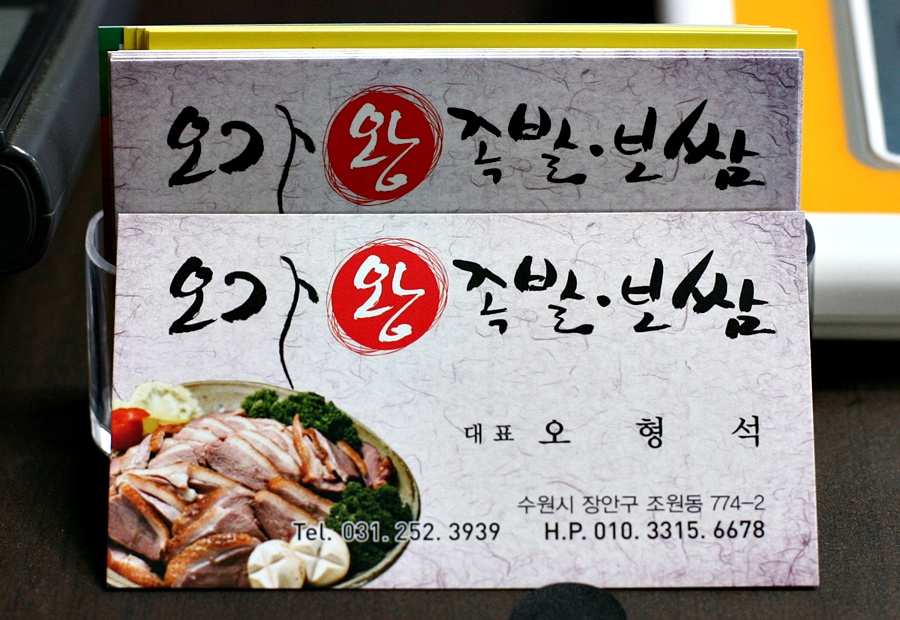 오가 왕 족발·보쌈
오가 왕 족발·보쌈
대표 오 형 석
수원시 장안구 조원동 774-2
Tel. 031. 252. 3939 H.P. 010. 3315. 6678